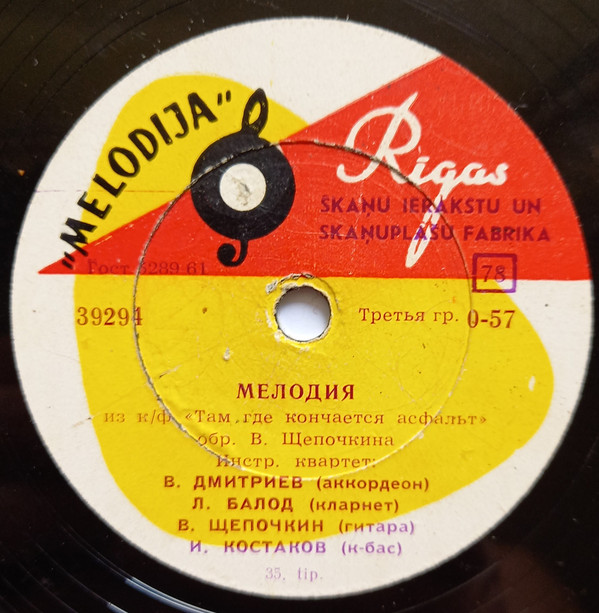 "MELODIJA"
Rīgas
SKAŅU IERAKSTU UN
SKAŅUPLAŠU FABRIKA
Гост 5289-61
78
39294
Третья гр. 0-57
МЕЛОДИЯ
из к/ф «Там, где кончается асфальт»
обр. В. Щепочкина
Инстр. квартет:
В. ДМИТРИЕВ (аккордеон)
Л. БАЛОД (кларнет)
В. ЩЕПОЧКИН (гитара)
И. КОСТАКОВ (к-бас)
35. tip.